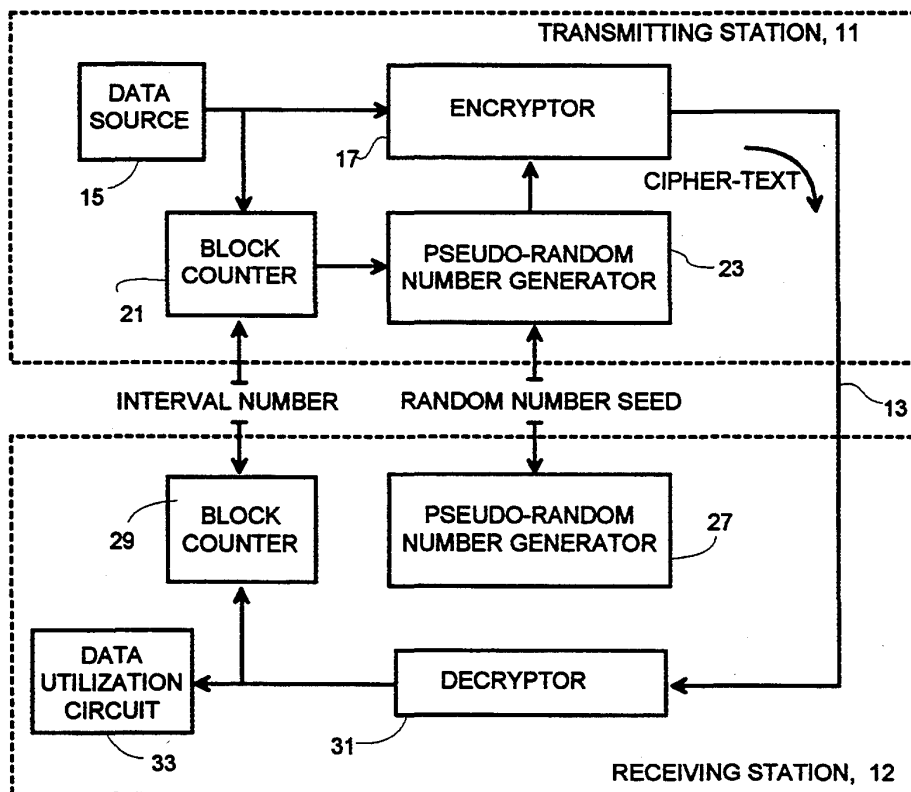 TRANSMITTING STATION, 11
DATA
SOURCE
15
ENCRYPTOR
17
CIPHER-TEXT
BLOCK
COUNTER
21
PSEUDO-RANDOM
NUMBER GENERATOR
23
INTERVAL NUMBER
RANDOM NUMBER SEED
13
BLOCK
COUNTER
29
PSEUDO-RANDOM
NUMBER GENERATOR
27
DATA
UTILIZATION
CIRCUIT
33
DECRYPTOR
31
RECEIVING STATION, 12